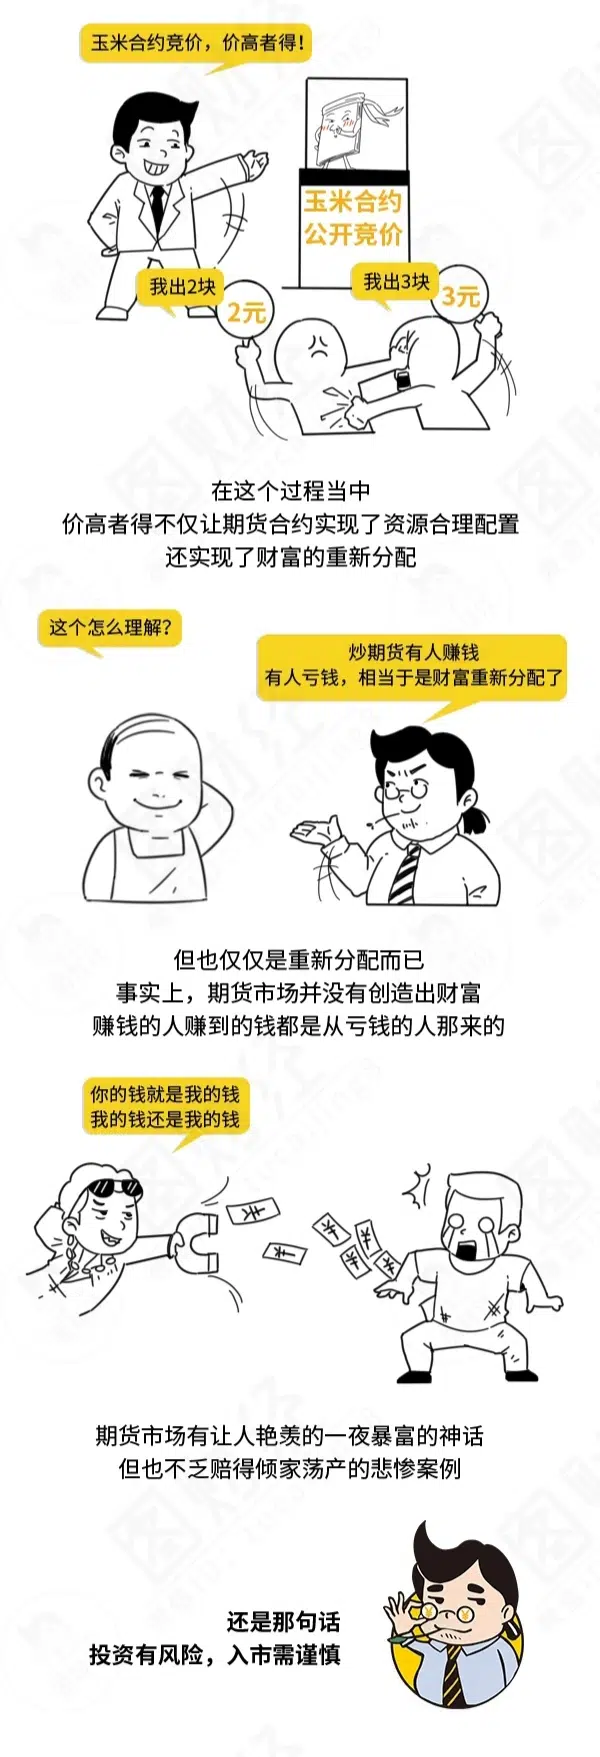 玉米合约竞价，价高者得！
玉米合约
公开竞价
我出2块
2元
我出3块
3元
在这个过程当中
价高者得不仅让期货合约实现了资源合理配置
还实现了财富的重新分配
这个怎么理解？
炒期货有人赚钱
有人亏钱，相当于是财富重新分配了
但也仅仅是重新分配而已
事实上，期货市场并没有创造出财富
赚钱的人赚到的钱都是从亏钱的人那来的
你的钱就是我的钱
我的钱还是我的钱
期货市场有让人艳羡的一夜暴富的神话
但也不乏赔得倾家荡产的悲惨案例
还是那句话
投资有风险，入市需谨慎